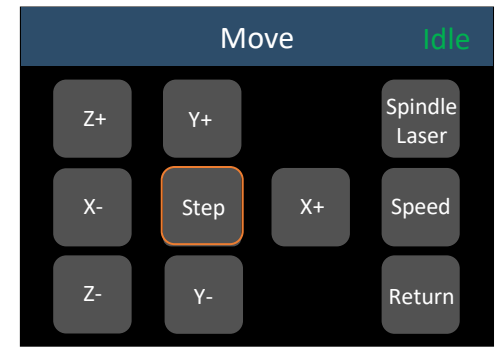 Move Idle
Z+ Y+ Spindle
Laser
X- Step X+ Speed
Z- Y- Return